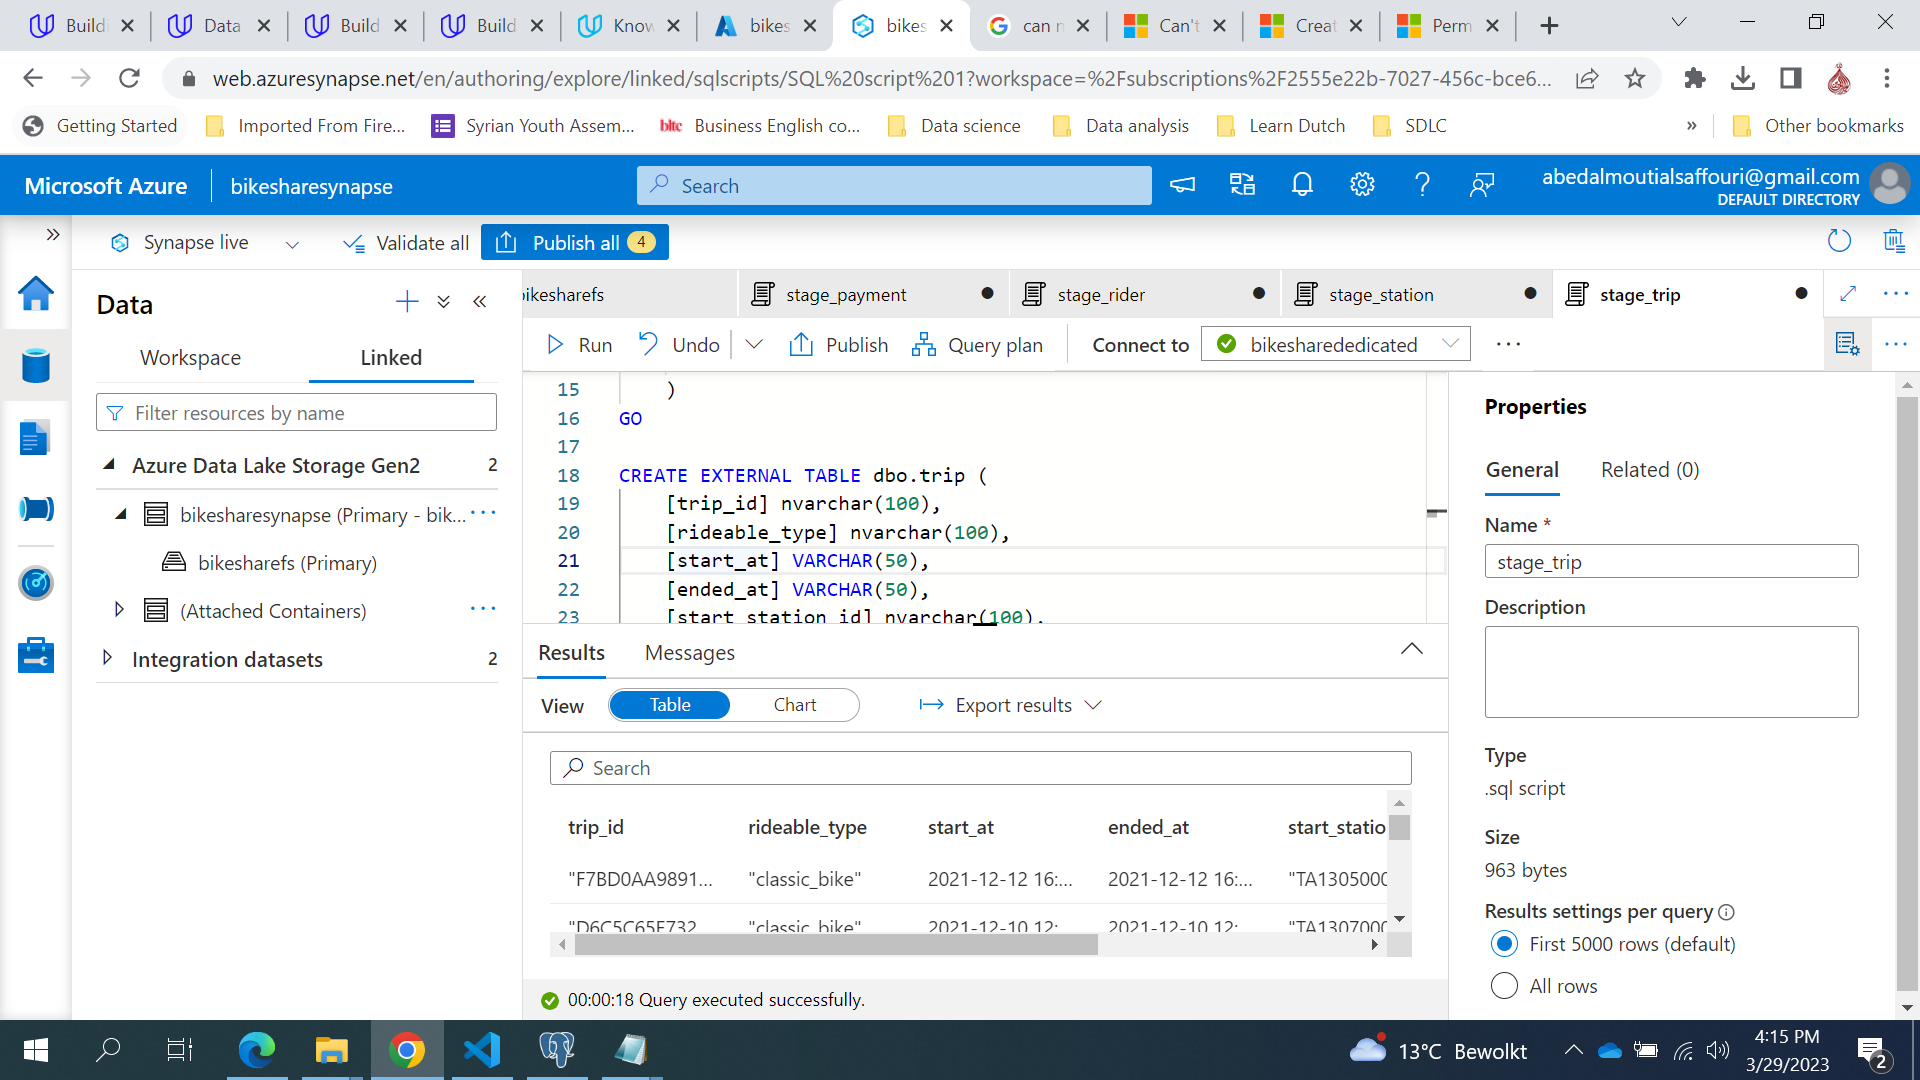 Buildi
Data
Build
Build
Know
bikes
bikes
can n
Can't
Creat
Perm
web.azuresynapse.net/en/authoring/explore/linked/sqlscripts/SQL%20script%201?workspace=%2Fsubscriptions%2F2555e22b-7027-456c-bce6...
Getting Started
Imported From Fire...
Syrian Youth Assem...
bltc Business English co...
Data science
Data analysis
Learn Dutch
SDLC
»
Other bookmarks
Microsoft Azure
bikesharesynapse
Search
abedalmoutialsaffouri@gmail.com
DEFAULT DIRECTORY
Synapse live
Validate all
Publish all 4
Data
Workspace
Linked
Filter resources by name
Azure Data Lake Storage Gen2 2
bikesharesynapse (Primary - bik...
bikesharefs (Primary)
(Attached Containers)
Integration datasets 2
bikesharefs
stage_payment
stage_rider
stage_station
stage_trip
Run
Undo
Publish
Query plan
Connect to
bikesharededicated
15 )
16 GO
17
18 CREATE EXTERNAL TABLE dbo.trip (
19 [trip_id] nvarchar(100),
20 [rideable_type] nvarchar(100),
21 [start_at] VARCHAR(50),
22 [ended_at] VARCHAR(50),
23 [start_station_id] nvarchar(100),
Results
Messages
View
Table
Chart
Export results
Search
trip_id rideable_type start_at ended_at start_statio
"F7BD0AA9891... "classic_bike" 2021-12-12 16:... 2021-12-12 16:... "TA1305000
"D6C5C65F732 "classic_bike" 2021-12-10 12: 2021-12-10 12: "TA1307000
00:00:18 Query executed successfully.
Properties
General
Related (0)
Name *
stage_trip
Description
Type
.sql script
Size
963 bytes
Results settings per query
First 5000 rows (default)
All rows
13°C Bewolkt
4:15 PM
3/29/2023
2